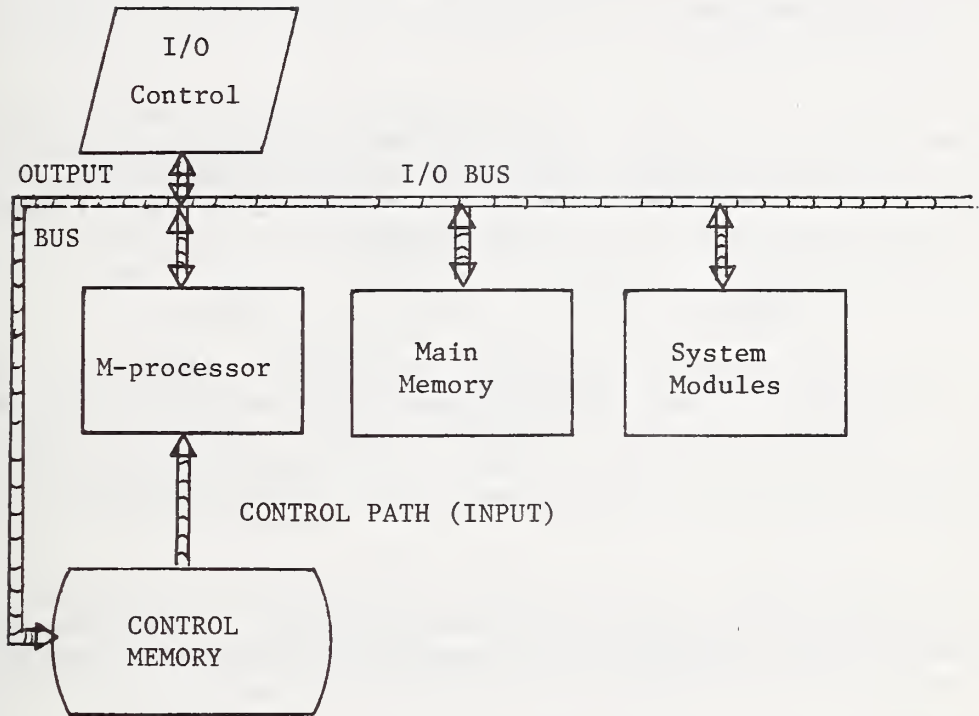 I/O
Control
OUTPUT
I/O BUS
BUS
M-processor
Main
Memory
System
Modules
CONTROL PATH (INPUT)
CONTROL
MEMORY